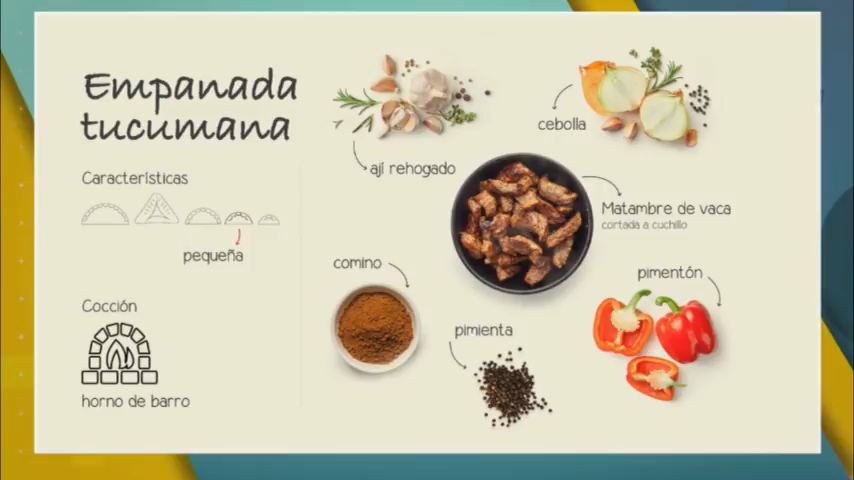 Empanada
tucumana
Características
pequeña
Cocción
horno de barro
ají rehogado
cebolla
Matambre de vaca
cortada a cuchillo
comino
pimienta
pimentón